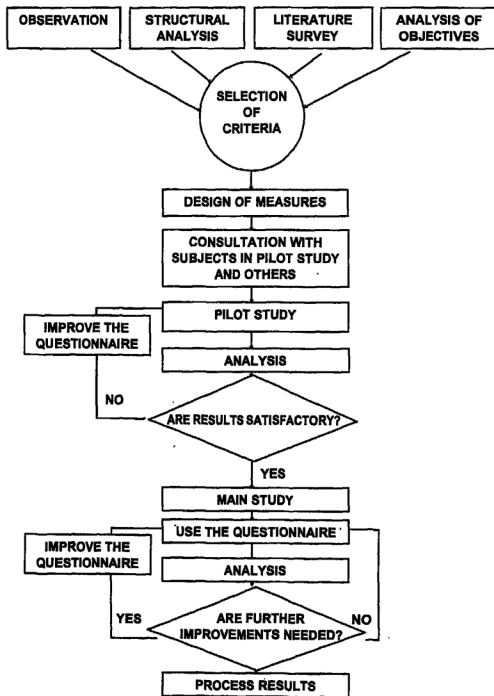 OBSERVATION
STRUCTURAL
ANALYSIS
LITERATURE
SURVEY
ANALYSIS OF
OBJECTIVES
SELECTION
OF
CRITERIA
DESIGN OF MEASURES
CONSULTATION WITH
SUBJECTS IN PILOT STUDY
AND OTHERS
PILOT STUDY
IMPROVE THE
QUESTIONNAIRE
ANALYSIS
NO
ARE RESULTS SATISFACTORY?
YES
MAIN STUDY
USE THE QUESTIONNAIRE
IMPROVE THE
QUESTIONNAIRE
ANALYSIS
YES
ARE FURTHER
IMPROVEMENTS NEEDED?
NO
PROCESS RESULTS